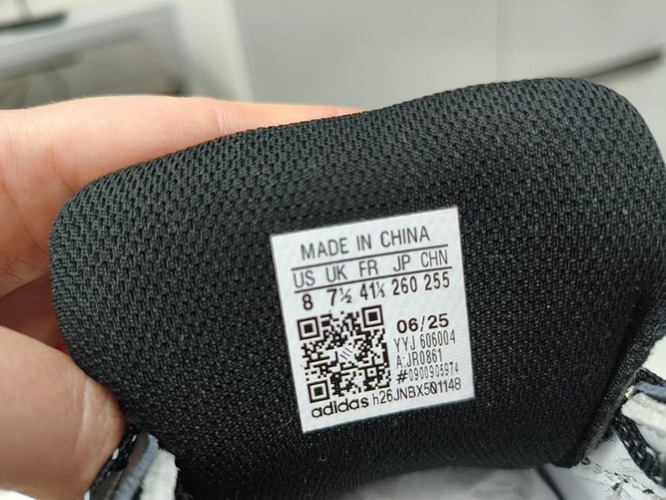 MADE IN CHINA
US UK FR JP CHN
8 7½ 41⅓ 260 255
06/25
YYJ 606004
A:JR0861
#0900905974
adidas h26JNBX501148